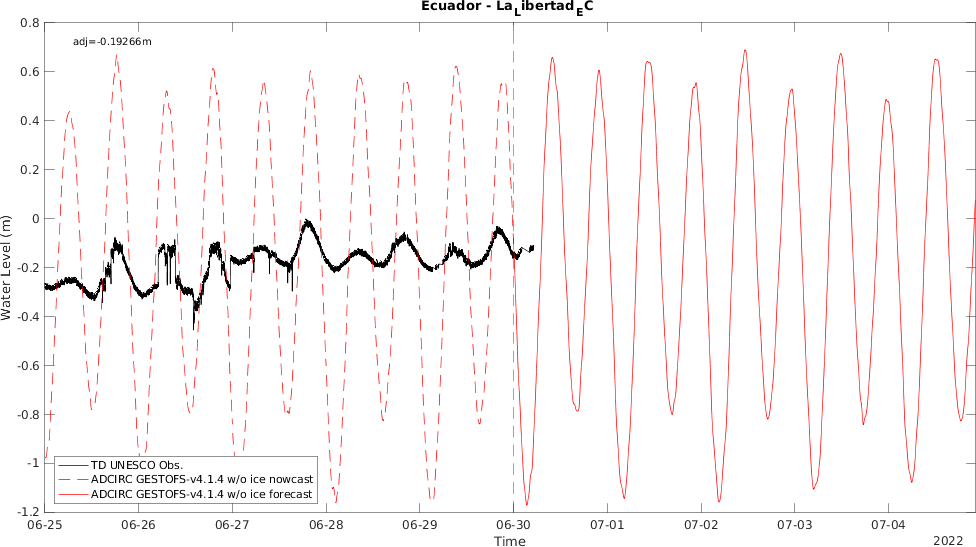 Ecuador - LaLibertadEC
adj=-0.19266m
0.8
0.6
0.4
0.2
0
-0.2
-0.4
-0.6
-0.8
-1
-1.2
Water Level (m)
TD UNESCO Obs.
ADCIRC GESTOFS-v4.1.4 w/o ice nowcast
ADCIRC GESTOFS-v4.1.4 w/o ice forecast
06-25 06-26 06-27 06-28 06-29 06-30 07-01 07-02 07-03 07-04
Time
2022